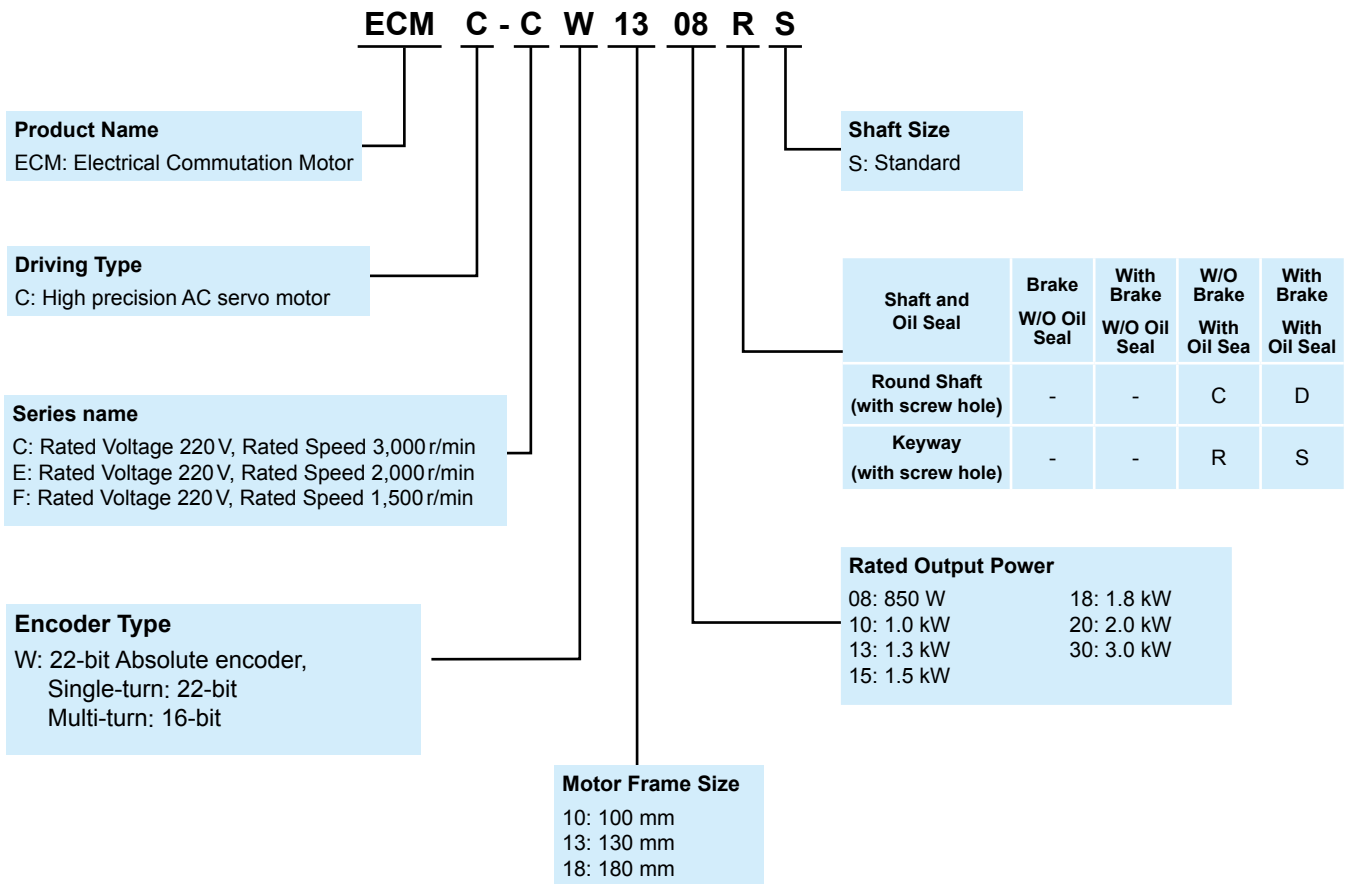 ECM C - C W 13 08 R S
Product Name
ECM: Electrical Commutation Motor
Driving Type
C: High precision AC servo motor
Series name
C: Rated Voltage 220 V, Rated Speed 3,000 r/min
E: Rated Voltage 220 V, Rated Speed 2,000 r/min
F: Rated Voltage 220 V, Rated Speed 1,500 r/min
Encoder Type
W: 22-bit Absolute encoder,
Single-turn: 22-bit
Multi-turn: 16-bit
Motor Frame Size
10: 100 mm
13: 130 mm
18: 180 mm
Shaft Size
S: Standard
Shaft and
Oil Seal
Brake
W/O Oil
Seal
With
Brake
W/O Oil
Seal
W/O
Brake
With
Oil Sea
With
Brake
With
Oil Seal
Round Shaft
(with screw hole)
- - C D
Keyway
(with screw hole)
- - R S
Rated Output Power
08: 850 W 18: 1.8 kW
10: 1.0 kW 20: 2.0 kW
13: 1.3 kW 30: 3.0 kW
15: 1.5 kW